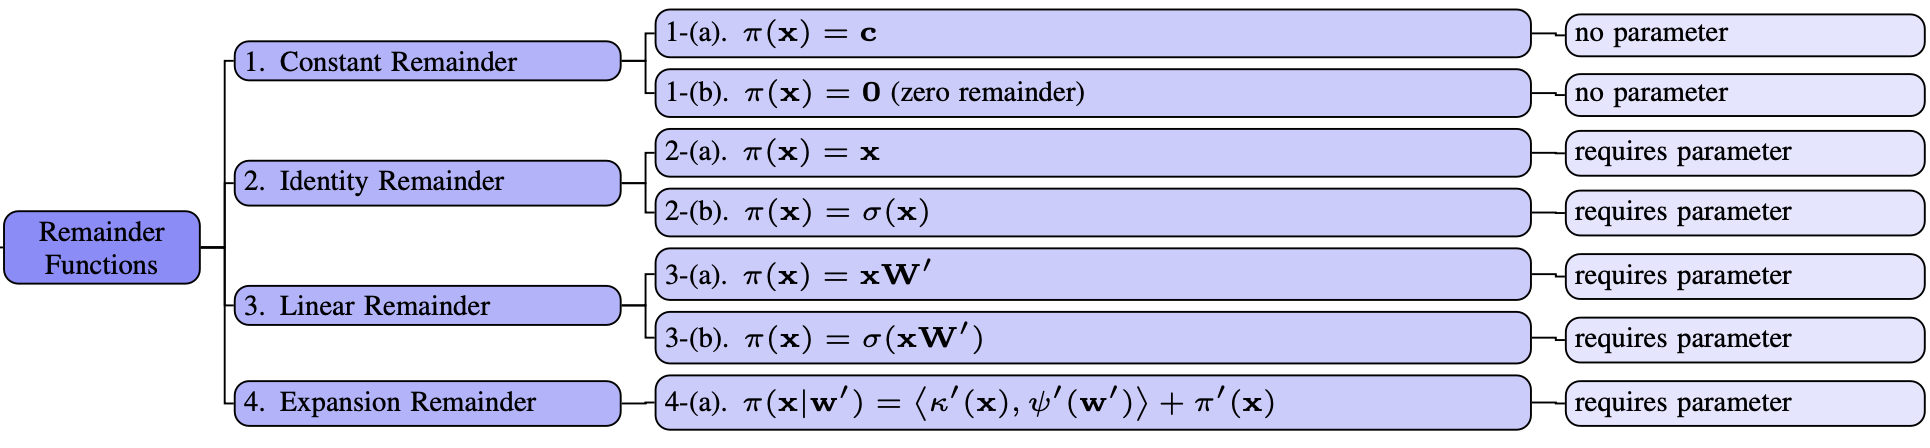 Remainder
Functions
1. Constant Remainder
1-(a). π(x) = c
no parameter
1-(b). π(x) = 0 (zero remainder)
no parameter
2. Identity Remainder
2-(a). π(x) = x
requires parameter
2-(b). π(x) = σ(x)
requires parameter
3. Linear Remainder
3-(a). π(x) = xW′
requires parameter
3-(b). π(x) = σ(xW′)
requires parameter
4. Expansion Remainder
4-(a). π(x|w′) = ⟨κ′(x), ψ′(w′)⟩ + π′(x)
requires parameter